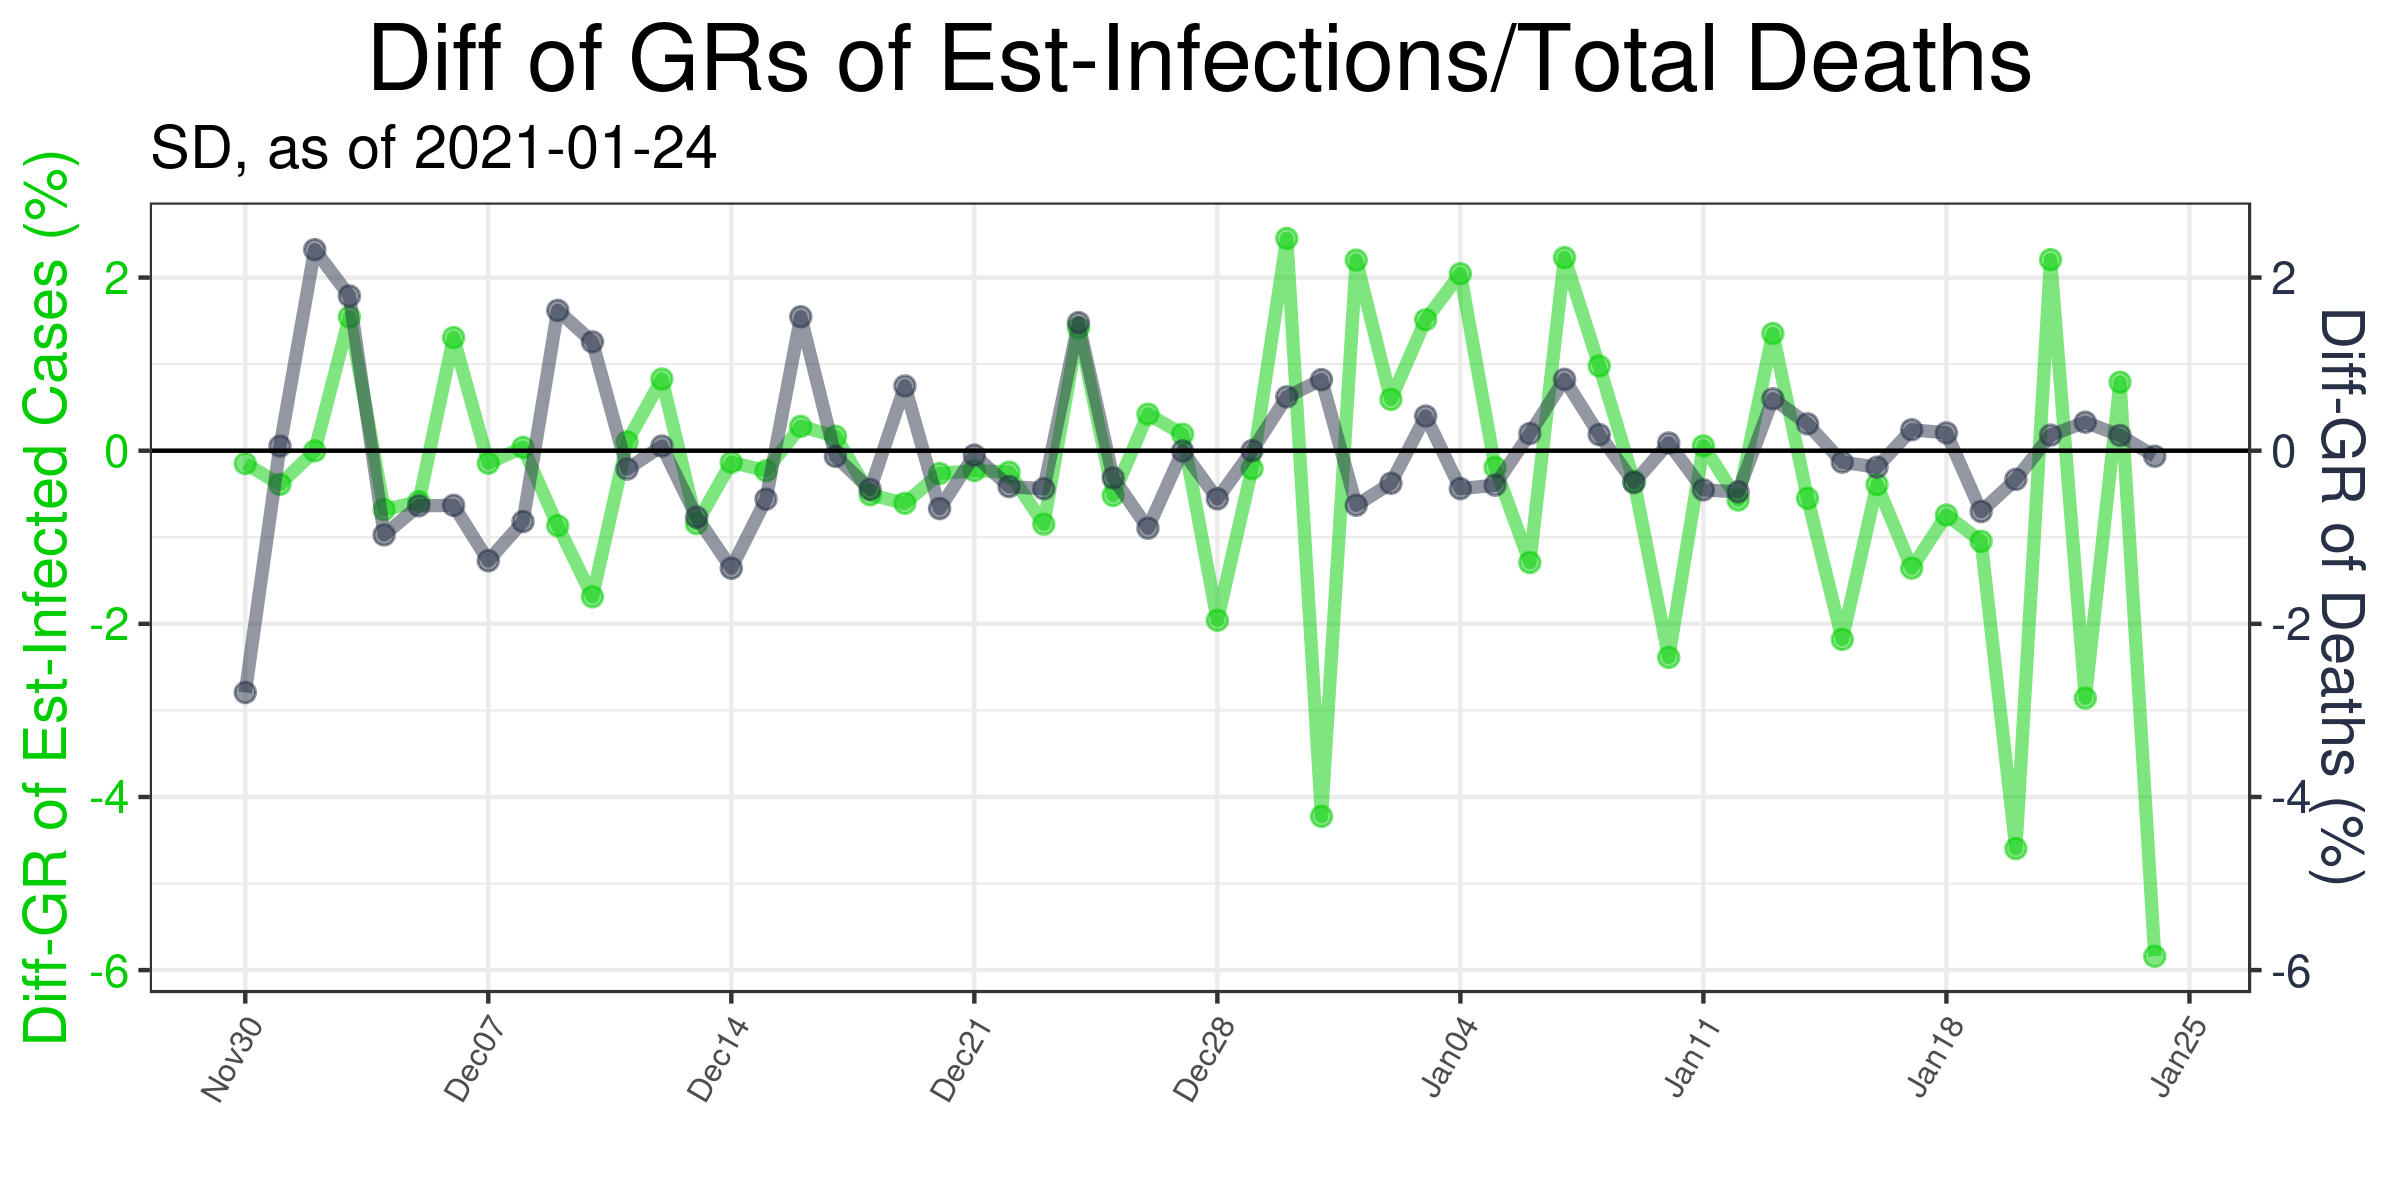 Diff of GRs of Est-Infections/Total Deaths
SD, as of 2021-01-24
Diff-GR of Est-Infected Cases (%)
2
0
-2
-4
-6
2
0
-2
-4
-6
Diff-GR of Deaths (%)
Nov30
Dec07
Dec14
Dec21
Dec28
Jan04
Jan11
Jan18
Jan25